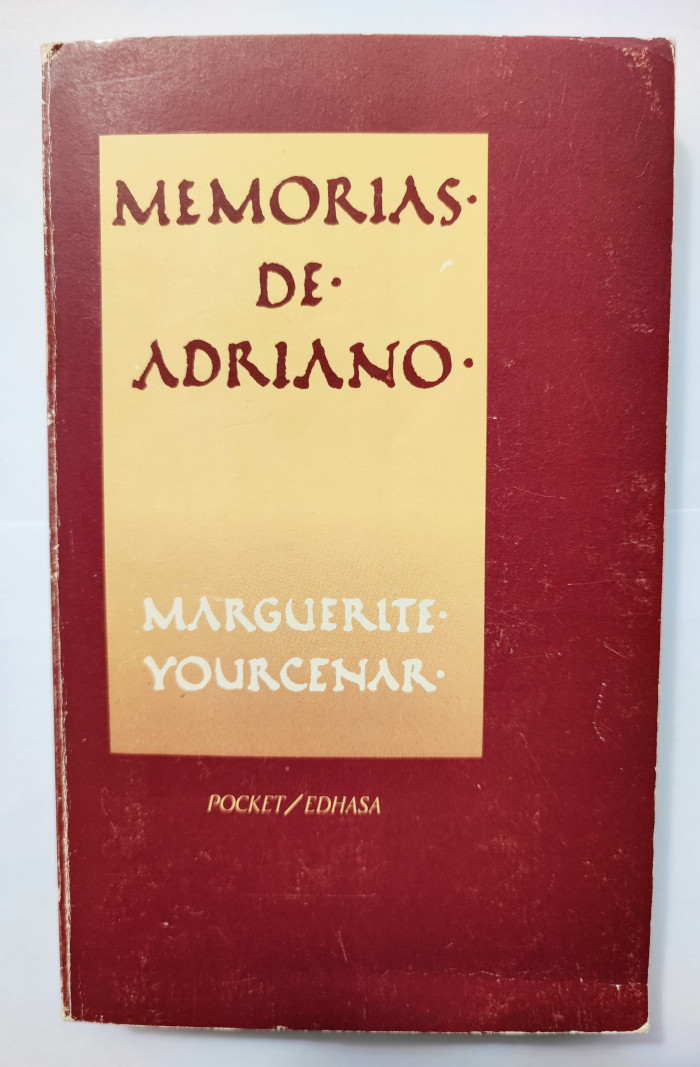 MEMORIAS·
DE·
ADRIANO·
MARGUERITE·
YOURCENAR·
POCKET/EDHASA